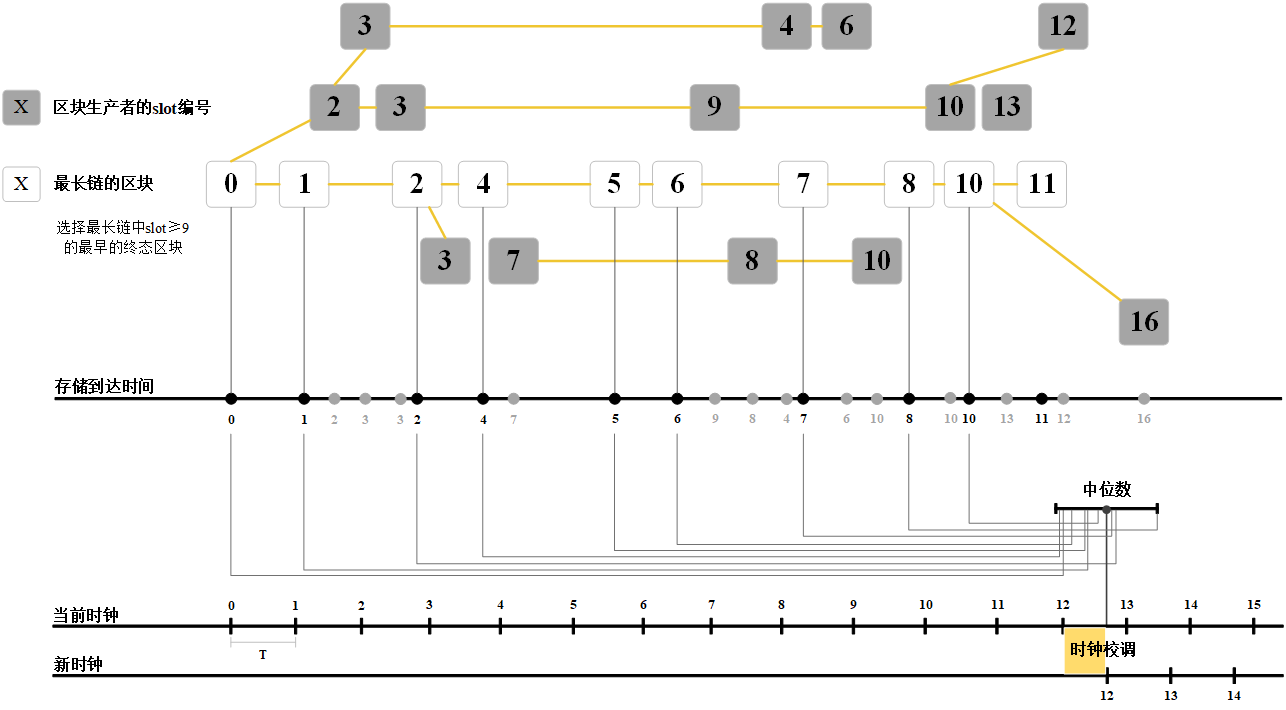 3 4 6 12
X 区块生产者的slot编号 2 3 9 10 13
X 最长链的区块 0 1 2 4 5 6 7 8 10 11
选择最长链中slot≥9
的最早的终态区块
3 7 8 10
16
存储到达时间
0 1 2 3 3 2 4 7 5 6 9 8 4 7 6 10 8 10 10 13 11 12 16
中位数
当前时钟 0 1 2 3 4 5 6 7 8 9 10 11 12 13 14 15
T
时钟校调
新时钟
12 13 14